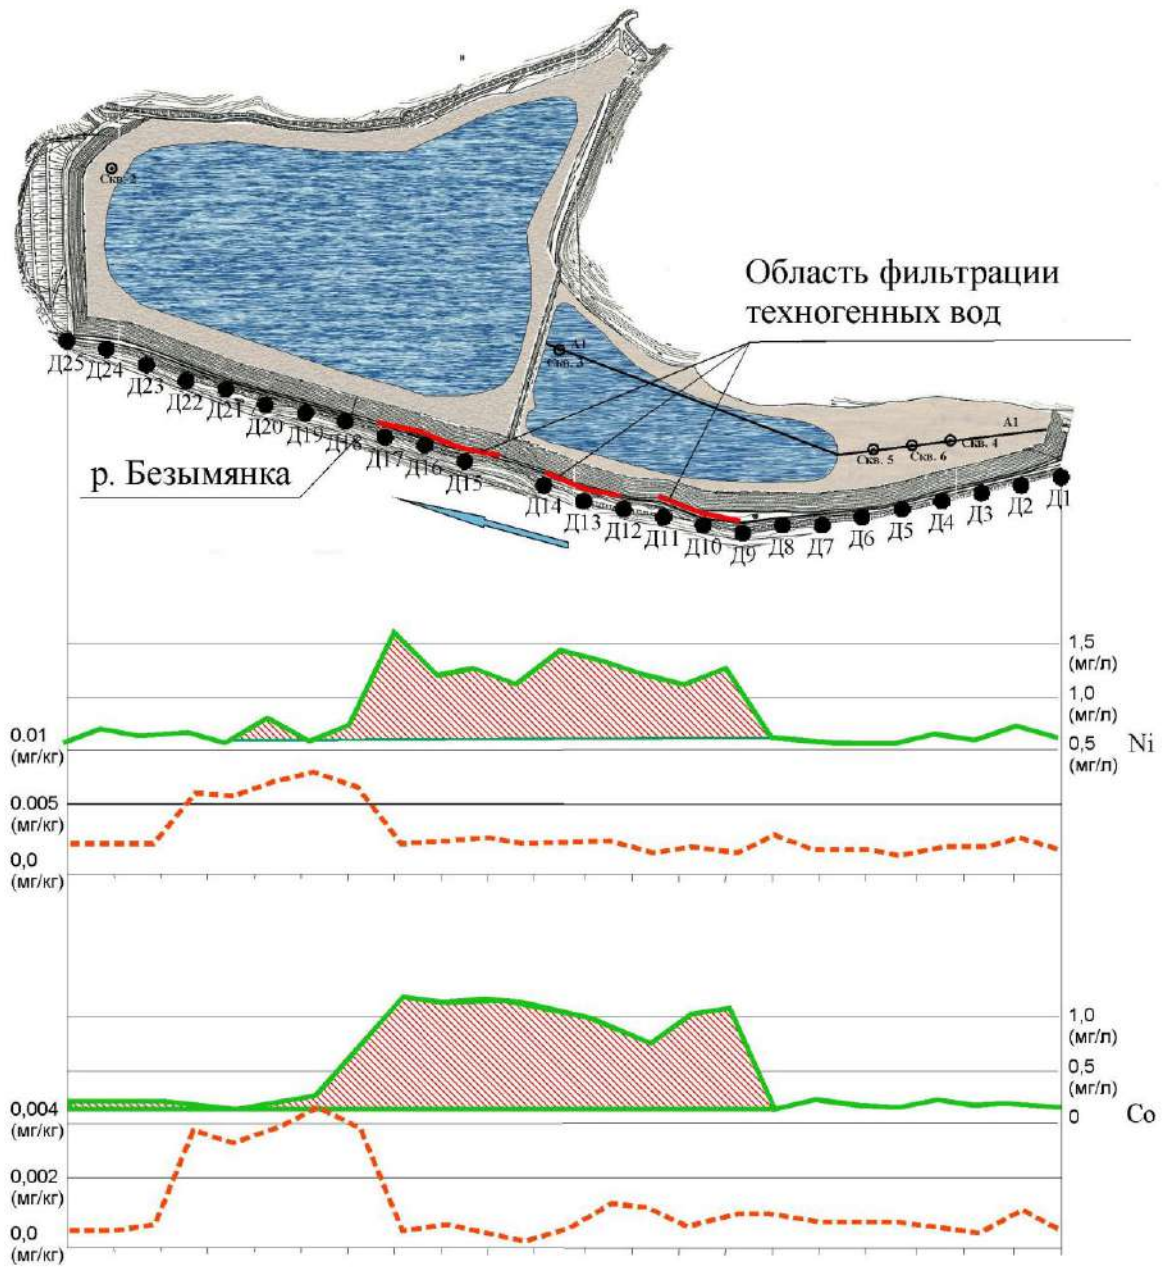 Скв. 2
Область фильтрации
техногенных вод
А1
Скв. 3
А1
Скв. 5
Скв. 6
Скв. 4
Д25
Д24
Д23
Д22
Д21
Д20
Д19
Д18
Д17
Д16
Д15
Д14
Д13
Д12
Д11
Д10
Д9
Д8
Д7
Д6
Д5
Д4
Д3
Д2
Д1
р. Безымянка
1,5
(мг/л)
1,0
(мг/л)
0,5
(мг/л)
Ni
0.01
(мг/кг)
0.005
(мг/кг)
0,0
(мг/кг)
1,0
(мг/л)
0,5
(мг/л)
0
Co
0,004
(мг/кг)
0,002
(мг/кг)
0,0
(мг/кг)